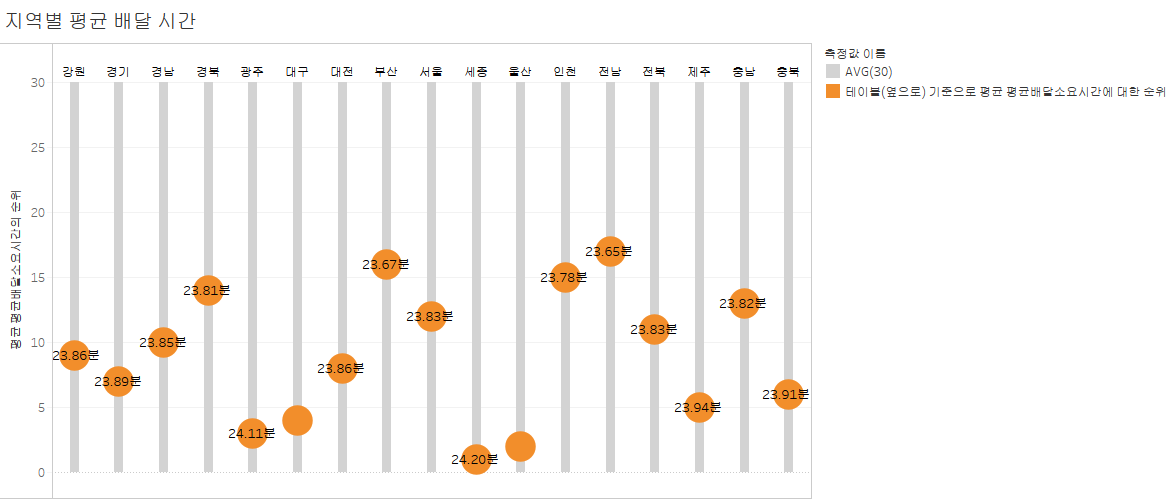 지역별 평균 배달 시간
강원 경기 경남 경북 광주 대구 대전 부산 서울 세종 울산 인천 전남 전북 제주 충남 충북
측정값 이름
AVG(30)
테이블(옆으로) 기준으로 평균 평균배달소요시간에 대한 순위
평균 평균배달소요시간의 순위
30
25
20
15
10
5
0
23.86분
23.89분
23.85분
23.81분
24.11분
23.86분
23.67분
23.83분
24.20분
23.78분
23.65분
23.83분
23.94분
23.82분
23.91분